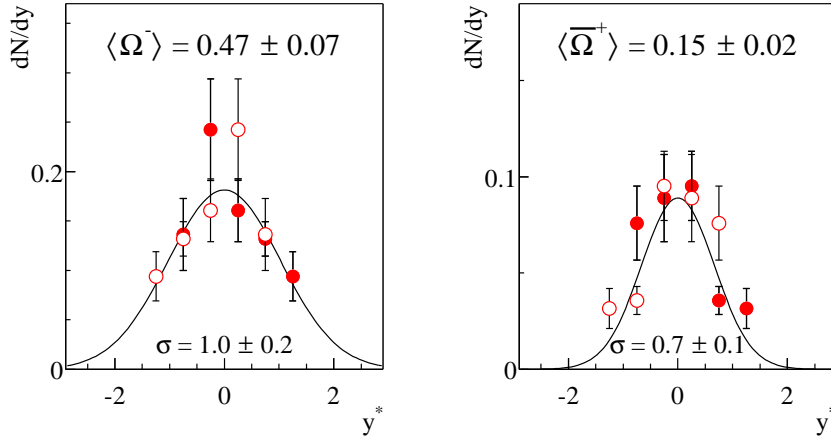 dN/dy
⟨Ω⁻⟩ = 0.47 ± 0.07
0.2
0
σ = 1.0 ± 0.2
-2 0 2
y*
dN/dy
⟨Ω̅⁺⟩ = 0.15 ± 0.02
0.1
0
σ = 0.7 ± 0.1
-2 0 2
y*